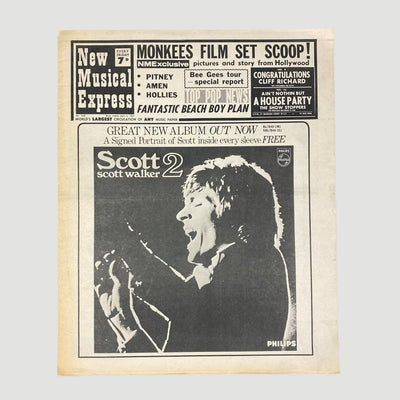 New
Musical
Express
EVERY
FRIDAY
7D
WORLD'S LARGEST CIRCULATION OF ANY MUSIC PAPER
MONKEES FILM SET SCOOP!
NMExclusive pictures and story from Hollywood
• PITNEY
• AMEN
• HOLLIES
Bee Gees tour
— special report
TOP POP NEWS
FANTASTIC BEACH BOY PLAN
CONGRATULATIONS
CLIFF RICHARD
AIN'T NOTHIN BUT
A HOUSE PARTY
THE SHOW STOPPERS
GREAT NEW ALBUM OUT NOW
A Signed Portrait of Scott inside every sleeve FREE
Scott 2
scott walker
PHILIPS
PHILIPS